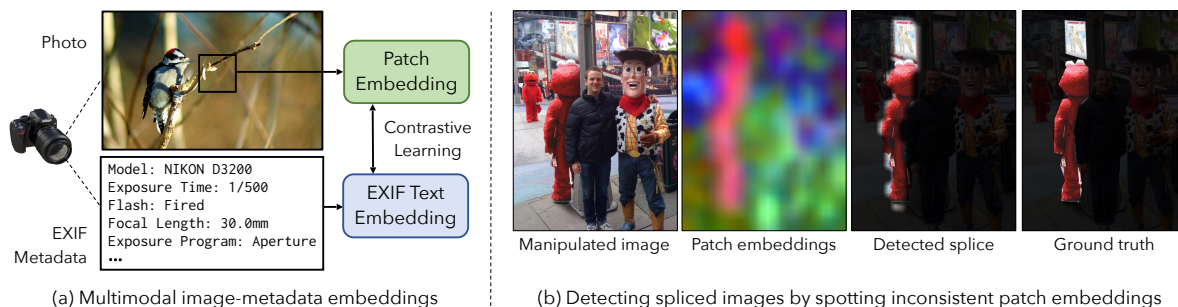 Photo
Patch
Embedding
Contrastive
Learning
Model: NIKON D3200
Exposure Time: 1/500
Flash: Fired
Focal Length: 30.0mm
Exposure Program: Aperture
...
EXIF Text
Embedding
EXIF
Metadata
(a) Multimodal image-metadata embeddings
Manipulated image
Patch embeddings
Detected splice
Ground truth
(b) Detecting spliced images by spotting inconsistent patch embeddings